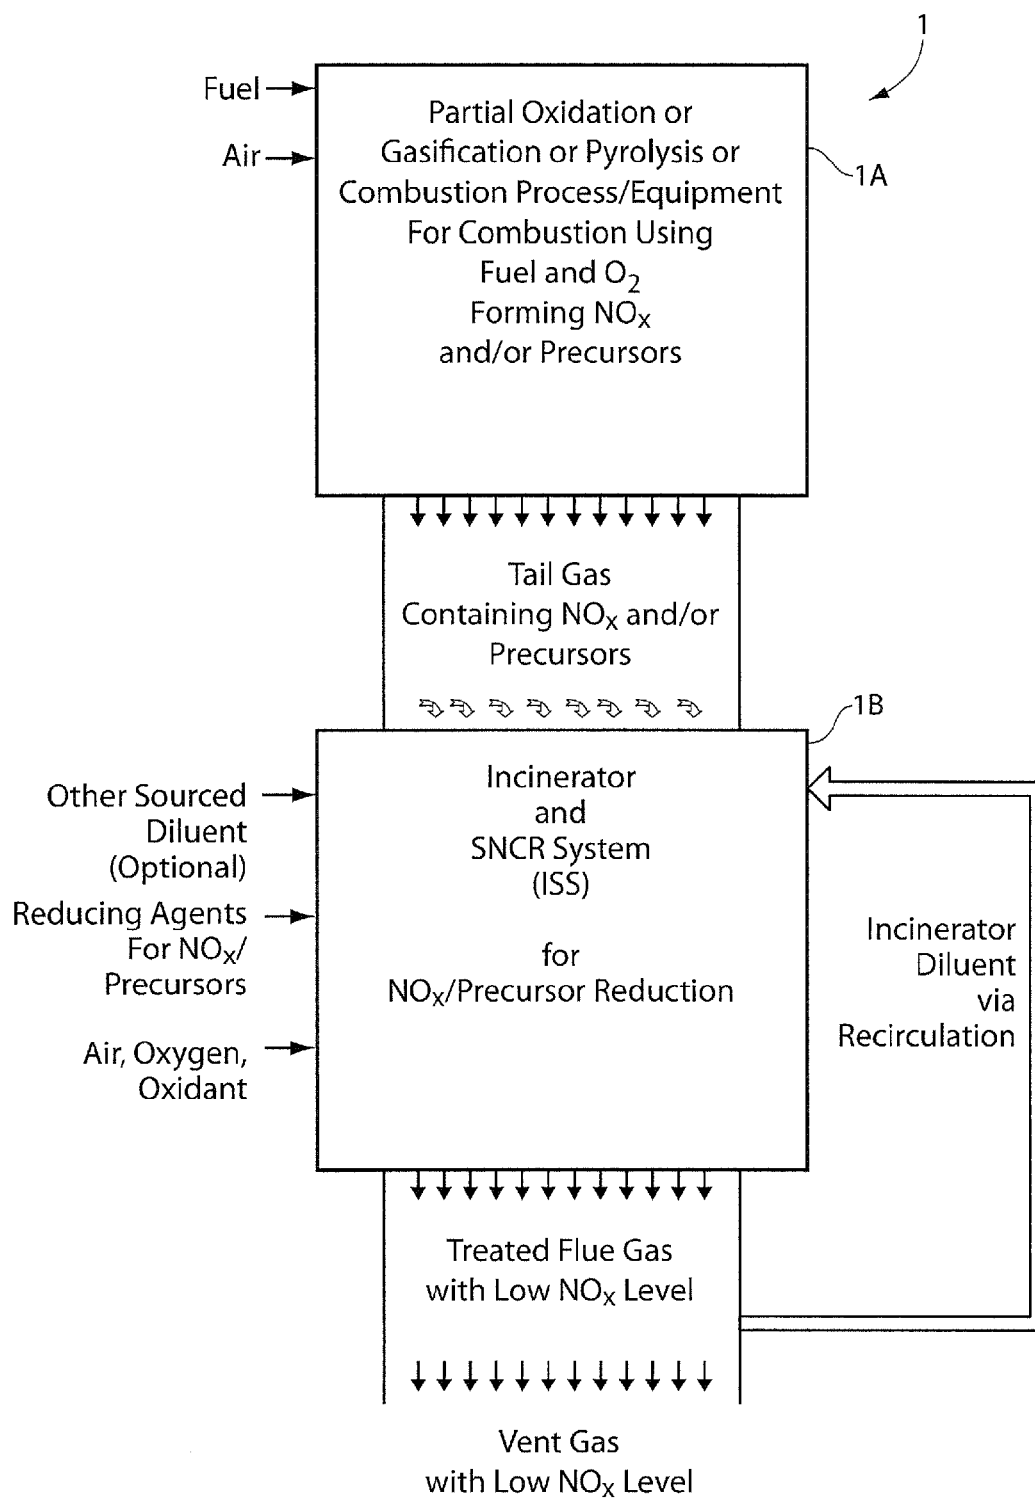 1
Fuel
Air
Partial Oxidation or
Gasification or Pyrolysis or
Combustion Process/Equipment
For Combustion Using
Fuel and O2
Forming NOx
and/or Precursors
1A
Tail Gas
Containing NOx and/or
Precursors
1B
Other Sourced
Diluent
(Optional)
Reducing Agents
For NOx/
Precursors
Air, Oxygen,
Oxidant
Incinerator
and
SNCR System
(ISS)
for
NOx/Precursor Reduction
Incinerator
Diluent
via
Recirculation
Treated Flue Gas
with Low NOx Level
Vent Gas
with Low NOx Level